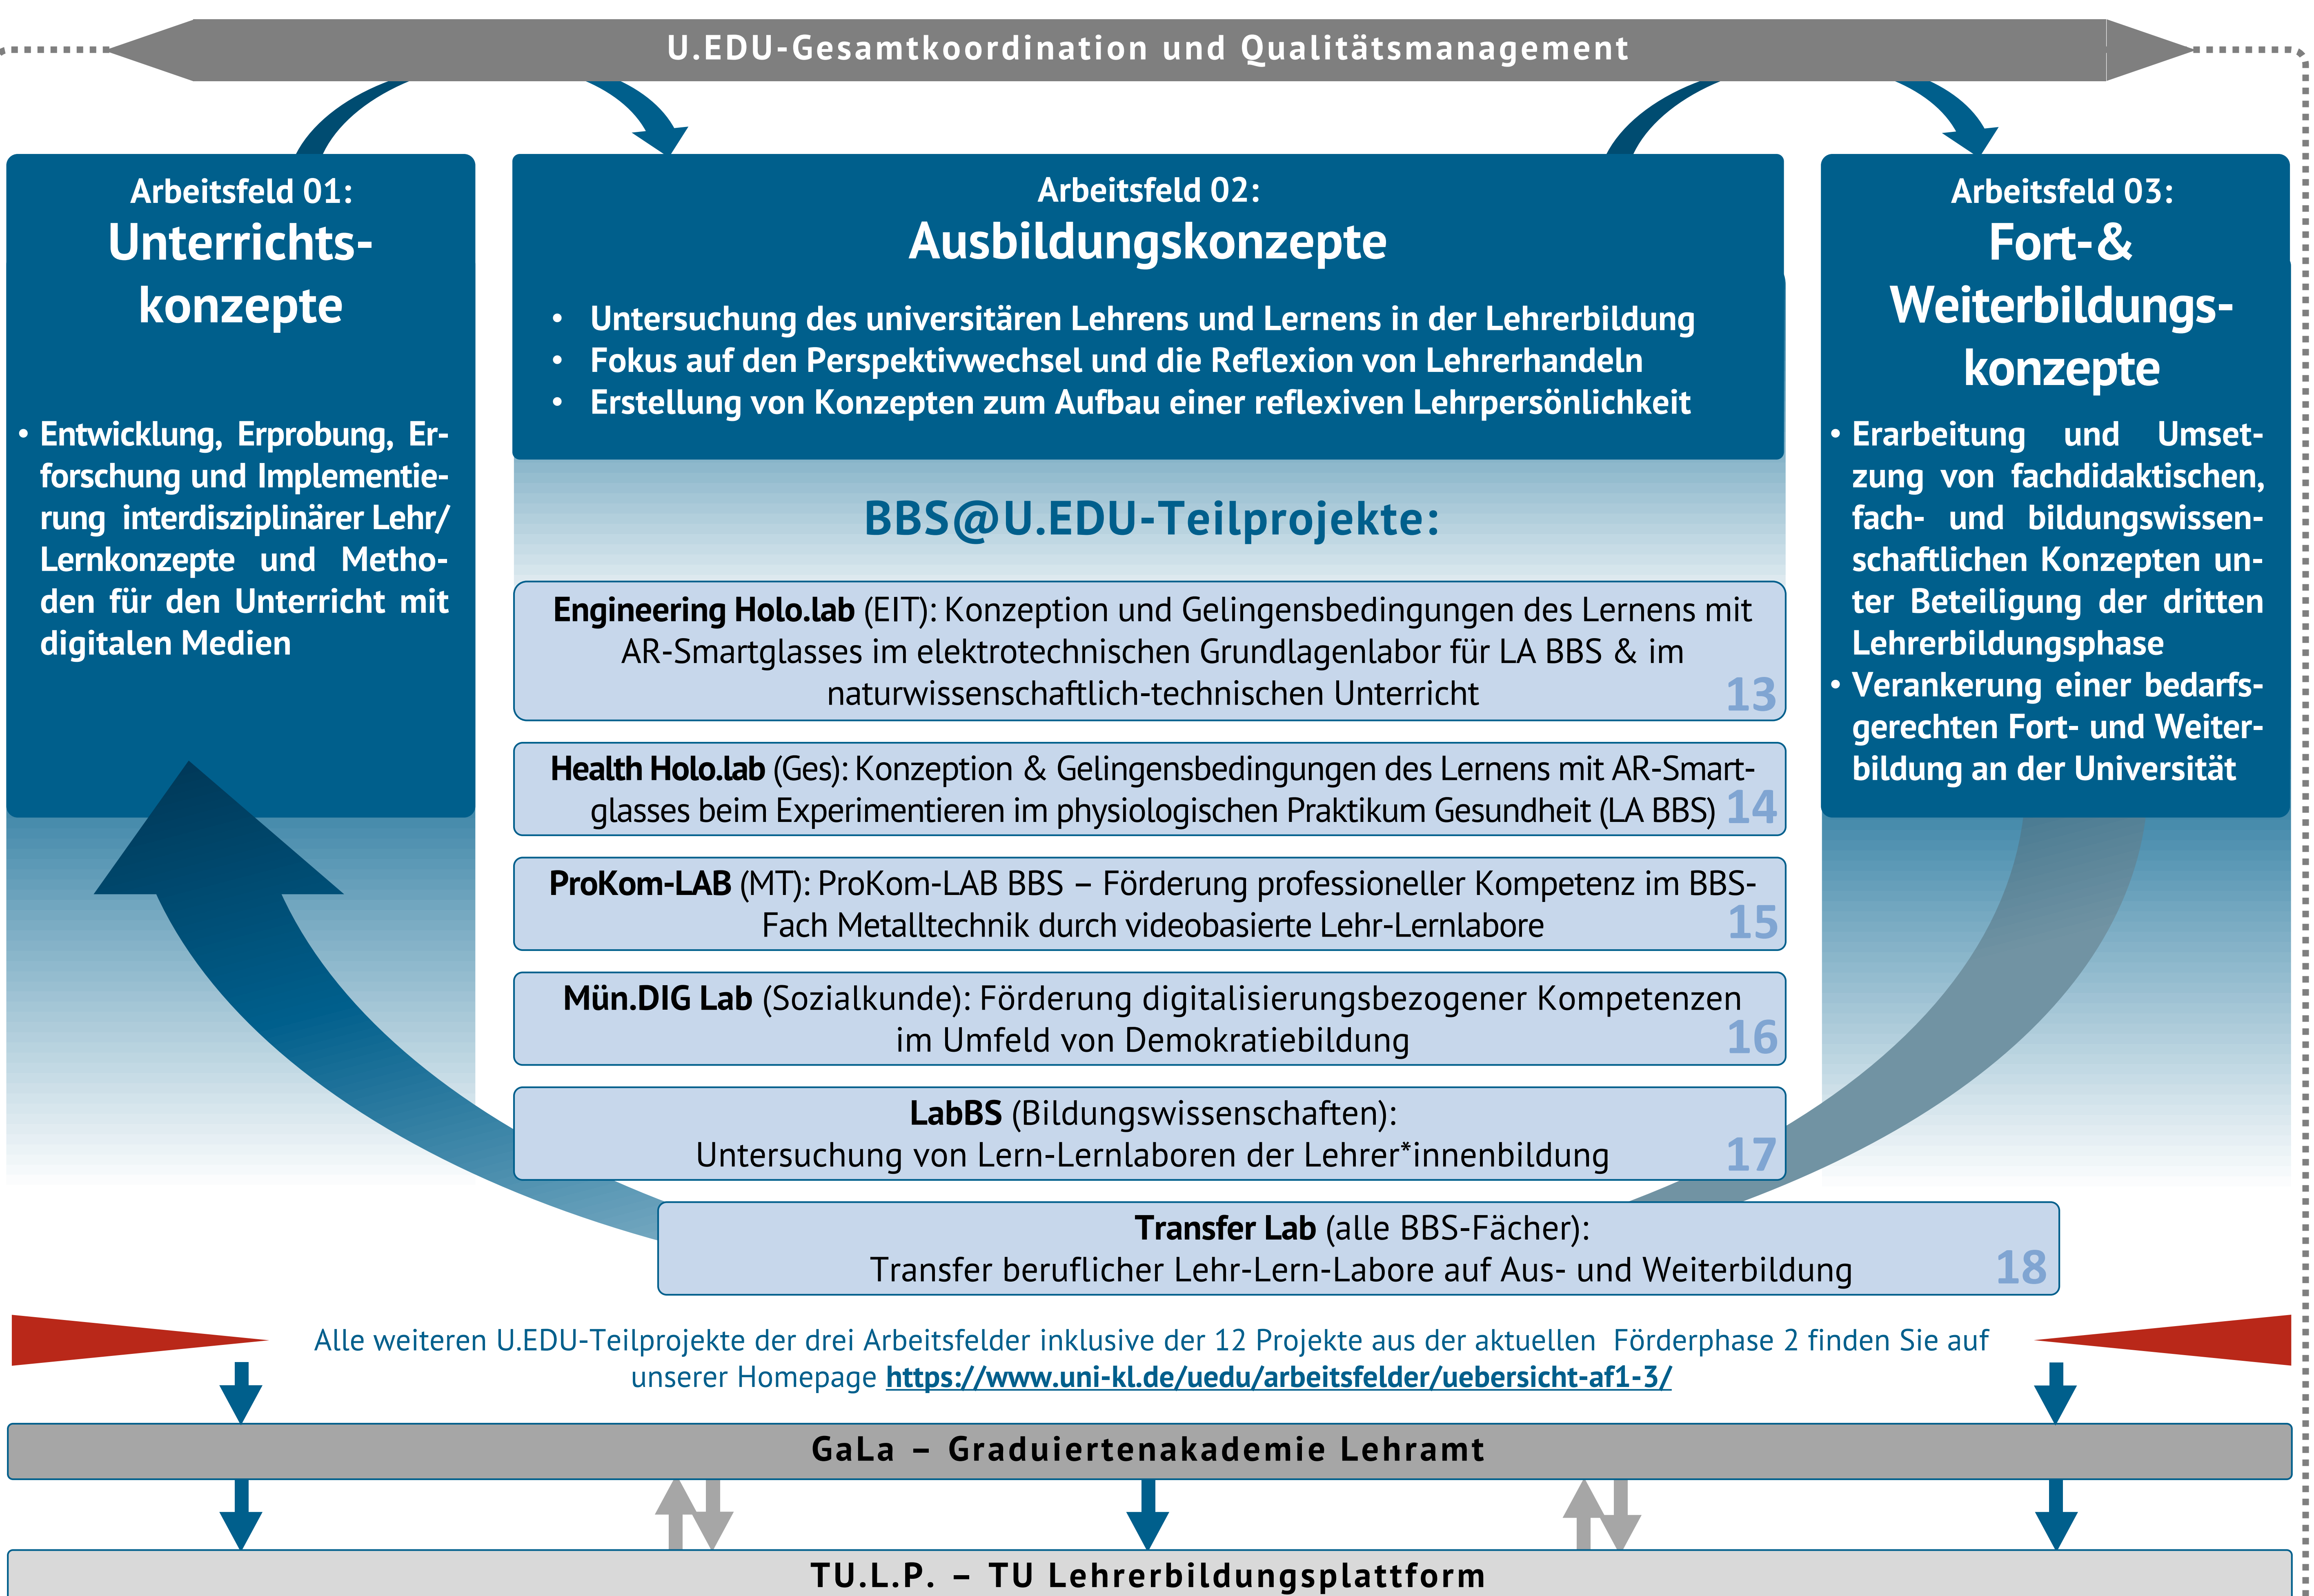 U.EDU-Gesamtkoordination und Qualitätsmanagement
Arbeitsfeld 01:
Unterrichts-
konzepte
• Entwicklung, Erprobung, Er-
forschung und Implementie-
rung interdisziplinärer Lehr/
Lernkonzepte und Metho-
den für den Unterricht mit
digitalen Medien
Arbeitsfeld 02:
Ausbildungskonzepte
• Untersuchung des universitären Lehrens und Lernens in der Lehrerbildung
• Fokus auf den Perspektivwechsel und die Reflexion von Lehrerhandeln
• Erstellung von Konzepten zum Aufbau einer reflexiven Lehrpersönlichkeit
Arbeitsfeld 03:
Fort-&
Weiterbildungs-
konzepte
• Erarbeitung und Umset-
zung von fachdidaktischen,
fach- und bildungswissen-
schaftlichen Konzepten un-
ter Beteiligung der dritten
Lehrerbildungsphase
• Verankerung einer bedarfs-
gerechten Fort- und Weiter-
bildung an der Universität
BBS@U.EDU-Teilprojekte:
Engineering Holo.lab (EIT): Konzeption und Gelingensbedingungen des Lernens mit
AR-Smartglasses im elektrotechnischen Grundlagenlabor für LA BBS & im
naturwissenschaftlich-technischen Unterricht 13
Health Holo.lab (Ges): Konzeption & Gelingensbedingungen des Lernens mit AR-Smart-
glasses beim Experimentieren im physiologischen Praktikum Gesundheit (LA BBS) 14
ProKom-LAB (MT): ProKom-LAB BBS – Förderung professioneller Kompetenz im BBS-
Fach Metalltechnik durch videobasierte Lehr-Lernlabore 15
Mün.DIG Lab (Sozialkunde): Förderung digitalisierungsbezogener Kompetenzen
im Umfeld von Demokratiebildung 16
LabBS (Bildungswissenschaften):
Untersuchung von Lern-Lernlaboren der Lehrer*innenbildung 17
Transfer Lab (alle BBS-Fächer):
Transfer beruflicher Lehr-Lern-Labore auf Aus- und Weiterbildung 18
Alle weiteren U.EDU-Teilprojekte der drei Arbeitsfelder inklusive der 12 Projekte aus der aktuellen Förderphase 2 finden Sie auf
unserer Homepage https://www.uni-kl.de/uedu/arbeitsfelder/uebersicht-af1-3/
GaLa – Graduiertenakademie Lehramt
TU.L.P. – TU Lehrerbildungsplattform